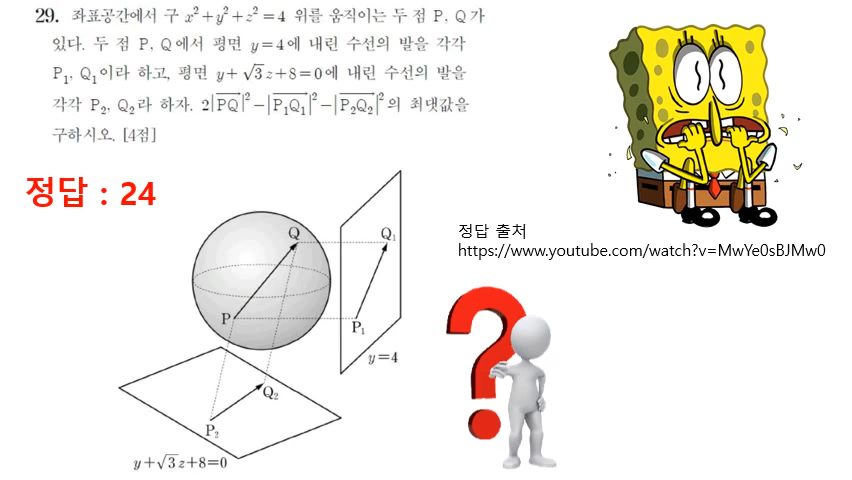 29. 좌표공간에서 구 x²+y²+z²=4 위를 움직이는 두 점 P, Q가
있다. 두 점 P, Q에서 평면 y=4에 내린 수선의 발을 각각
P₁, Q₁이라 하고, 평면 y+√3z+8=0에 내린 수선의 발을
각각 P₂, Q₂라 하자. 2|PQ→|²−|P₁Q₁→|²−|P₂Q₂→|²의 최댓값을
구하시오. [4점]
정답 : 24
정답 출처
https://www.youtube.com/watch?v=MwYe0sBJMw0
Q
Q₁
P
P₁
y=4
Q₂
P₂
y+√3z+8=0